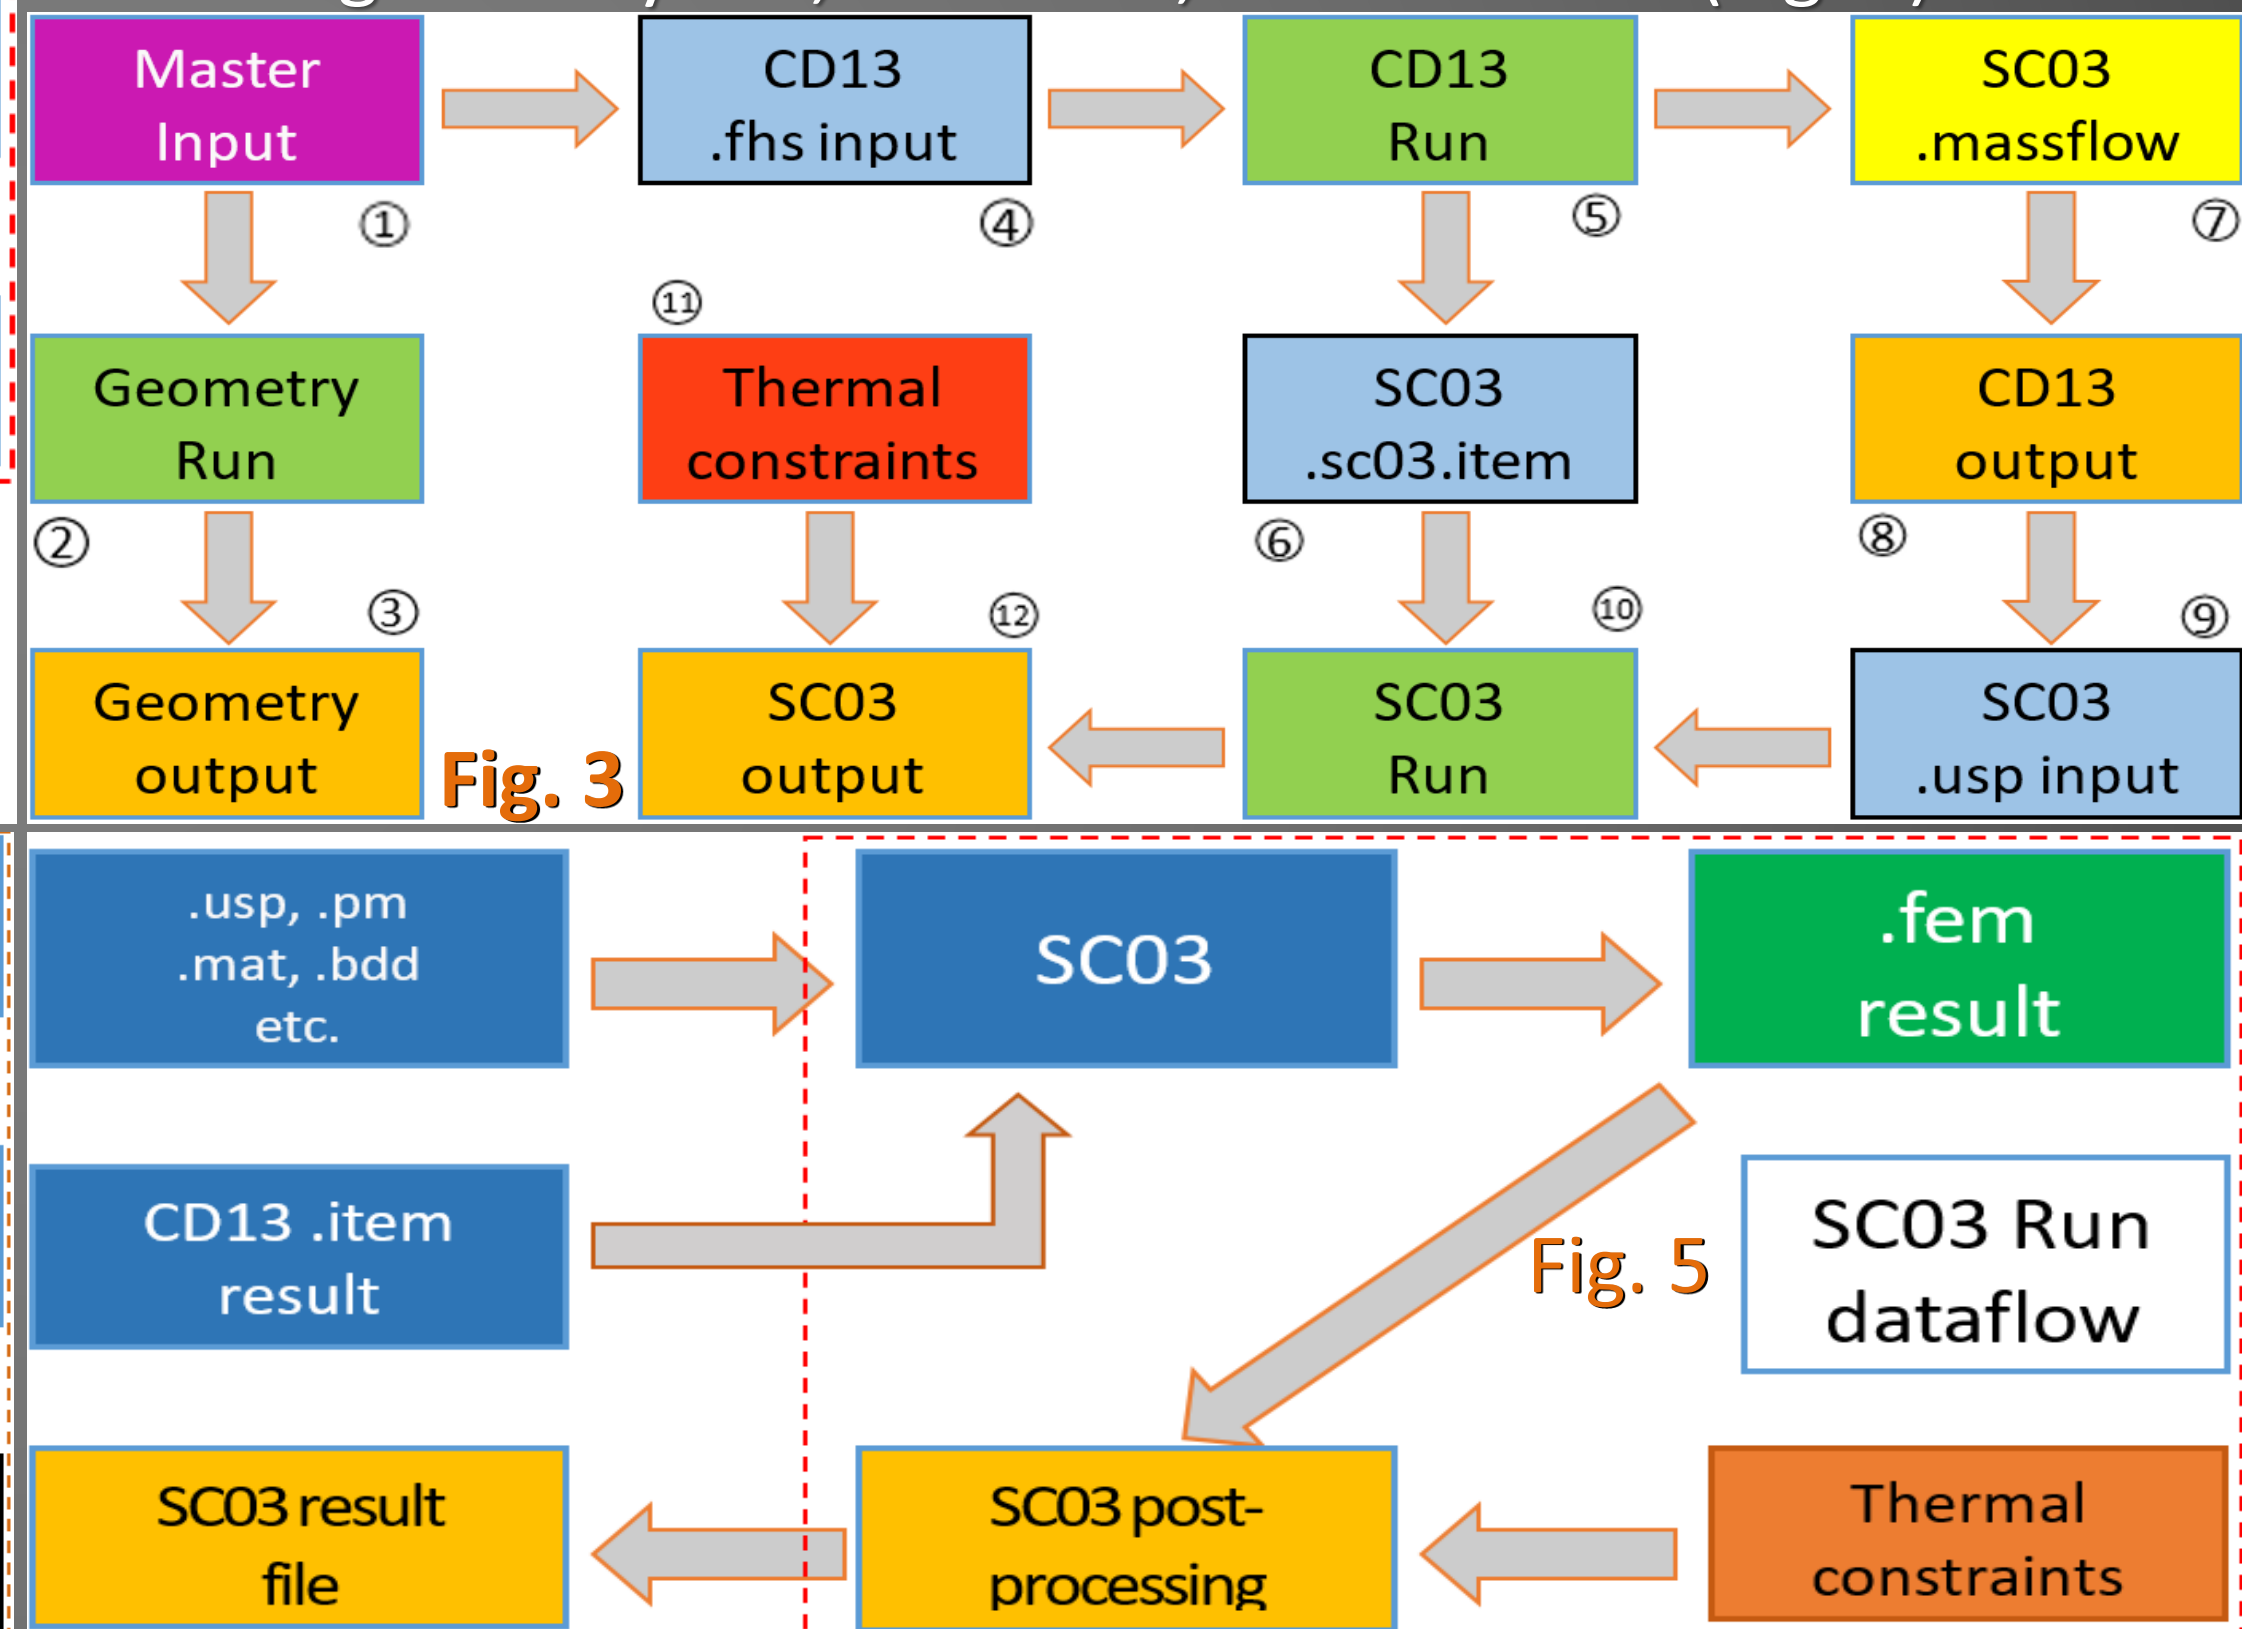 Master
Input
CD13
.fhs input
CD13
Run
SC03
.massflow
①
④
⑤
⑦
⑪
Geometry
Run
Thermal
constraints
SC03
.sc03.item
CD13
output
②
⑥
⑧
③
⑫
⑩
⑨
Geometry
output
Fig. 3
SC03
output
SC03
Run
SC03
.usp input
.usp, .pm
.mat, .bdd
etc.
SC03
.fem
result
CD13 .item
result
Fig. 5
SC03 Run
dataflow
SC03 result
file
SC03 post-
processing
Thermal
constraints